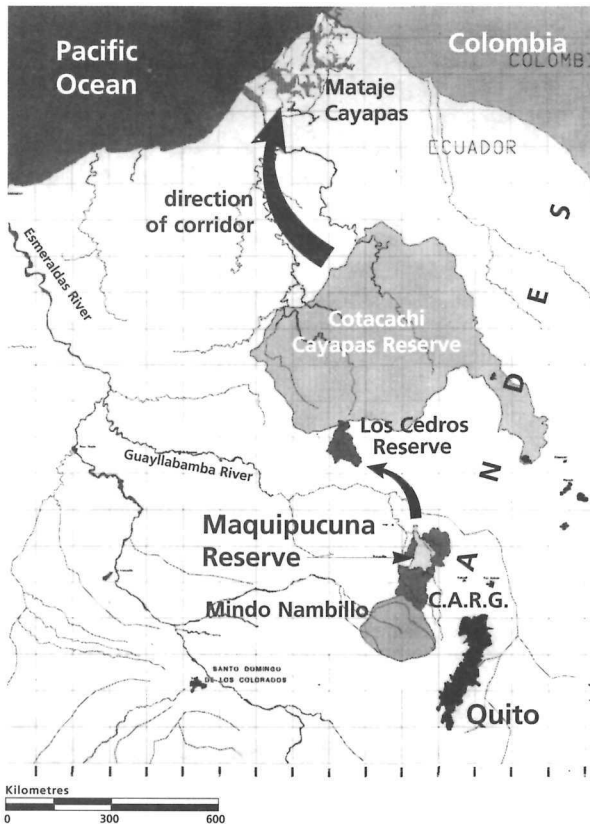 Pacific
Ocean
Colombia
COLOMBI
Mataje
Cayapas
ECUADOR
direction
of corridor
Esmeraldas River
Cotacachi
Cayapas Reserve
Los Cedros
Reserve
Guayllabamba River
Maquipucuna
Reserve
C.A.R.G.
Mindo Nambillo
SANTO DOMINGO
DE LOS COLORADOS
Quito
A N D E S
Kilometres
0 300 600